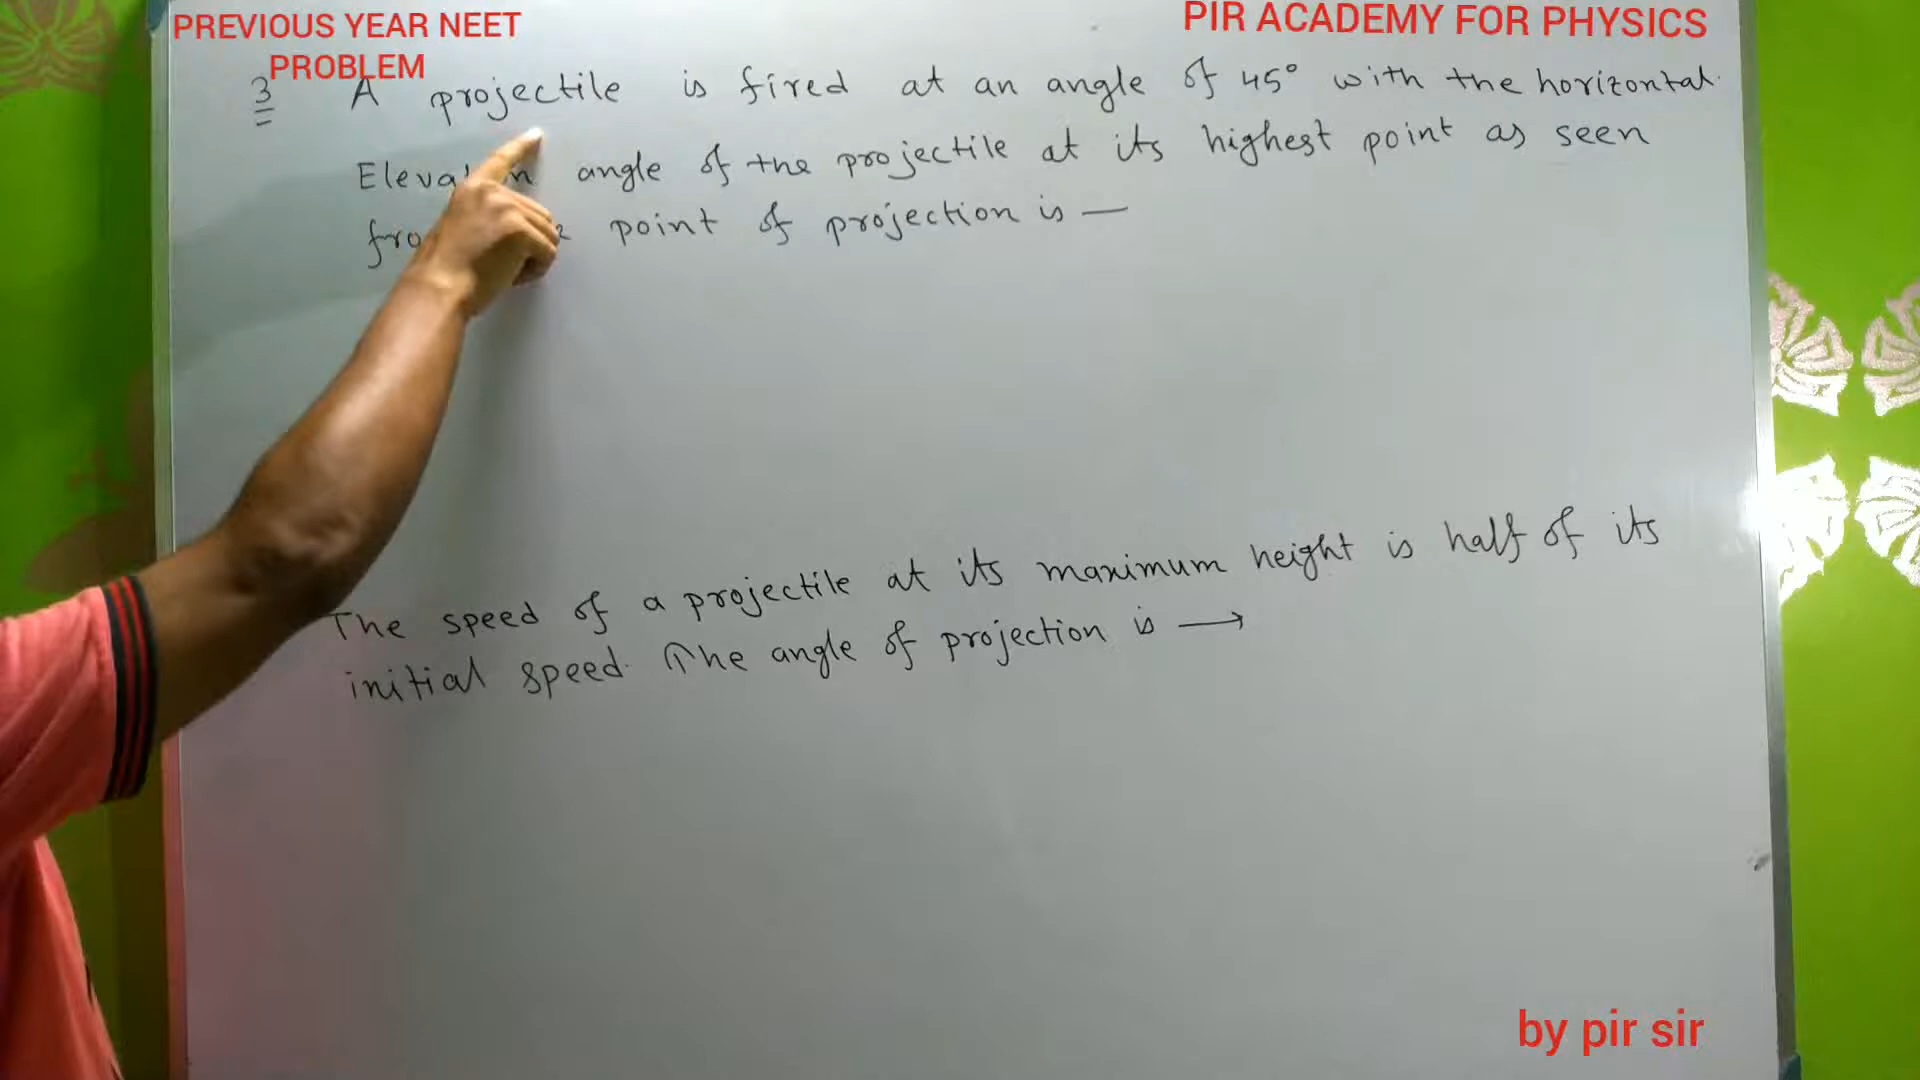 PREVIOUS YEAR NEET
PROBLEM
PIR ACADEMY FOR PHYSICS
3 A projectile is fired at an angle of 45° with the horizontal.
angle of the projectile at its highest point as seen
point of projection is —
The speed of a projectile at its maximum height is half of its
initial speed. The angle of projection is →
by pir sir